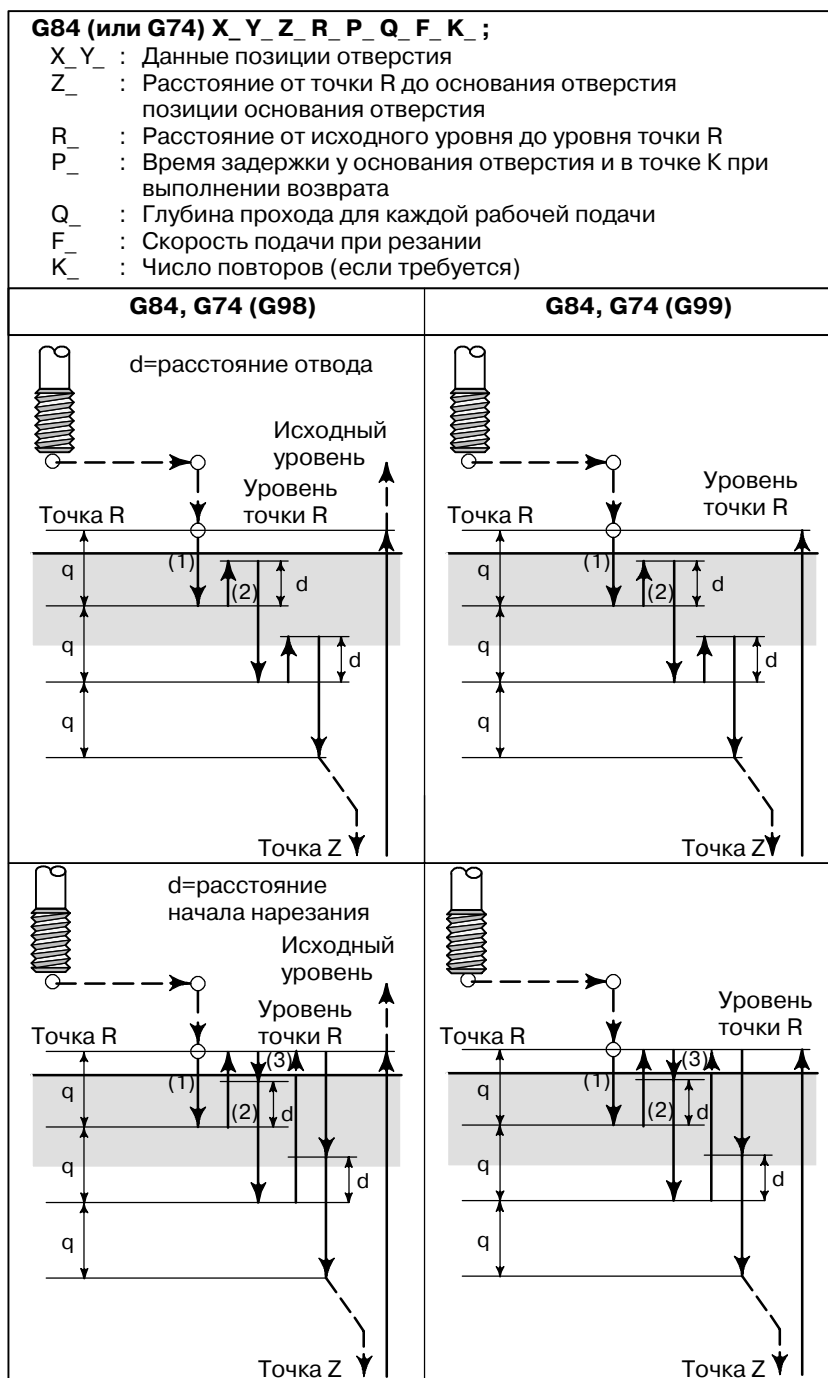 G84 (или G74) X_ Y_ Z_ R_ P_ Q_ F_ K_ ;
X_ Y_ : Данные позиции отверстия
Z_ : Расстояние от точки R до основания отверстия
позиции основания отверстия
R_ : Расстояние от исходного уровня до уровня точки R
P_ : Время задержки у основания отверстия и в точке К при
выполнении возврата
Q_ : Глубина прохода для каждой рабочей подачи
F_ : Скорость подачи при резании
K_ : Число повторов (если требуется)
G84, G74 (G98)
G84, G74 (G99)
d=расстояние отвода
Исходный
уровень
Уровень
точки R
Точка R
(1)
(2)
d
q
q
d
q
Точка Z
Уровень
точки R
Точка R
(1)
(2)
d
q
q
d
q
Точка Z
d=расстояние
начала нарезания
Исходный
уровень
Уровень
точки R
Точка R
(3)
(1)
(2)
d
q
q
d
q
Точка Z
Уровень
точки R
Точка R
(3)
(1)
(2)
d
q
q
d
q
Точка Z